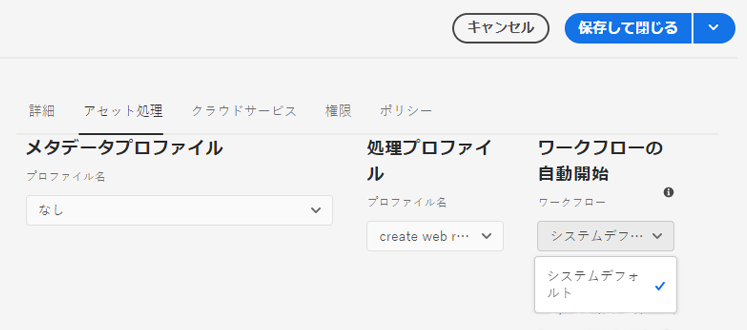 キャンセル
保存して閉じる
詳細 アセット処理 クラウドサービス 権限 ポリシー
メタデータプロファイル
プロファイル名
なし
処理プロファイ
ル
プロファイル名
create web r…
ワークフローの
自動開始
ワークフロー
システムデフ…
システムデフォ
ルト